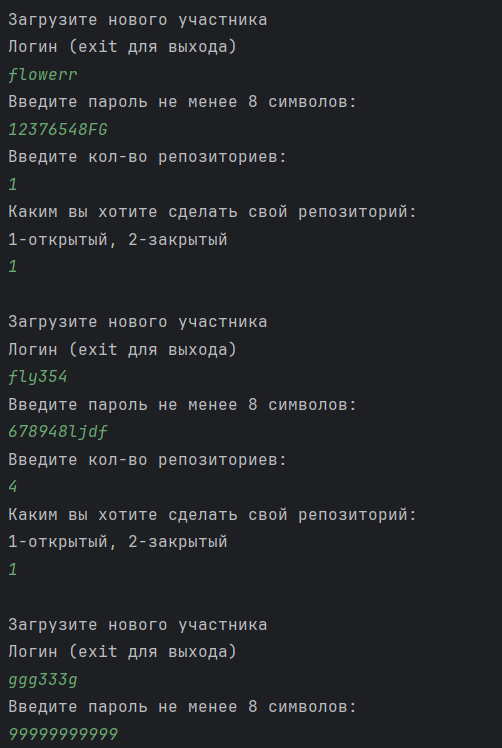 Загрузите нового участника
Логин (exit для выхода)
flowerr
Введите пароль не менее 8 символов:
12376548FG
Введите кол-во репозиториев:
1
Каким вы хотите сделать свой репозиторий:
1-открытый, 2-закрытый
1
Загрузите нового участника
Логин (exit для выхода)
fly354
Введите пароль не менее 8 символов:
678948ljdf
Введите кол-во репозиториев:
4
Каким вы хотите сделать свой репозиторий:
1-открытый, 2-закрытый
1
Загрузите нового участника
Логин (exit для выхода)
ggg333g
Введите пароль не менее 8 символов:
99999999999